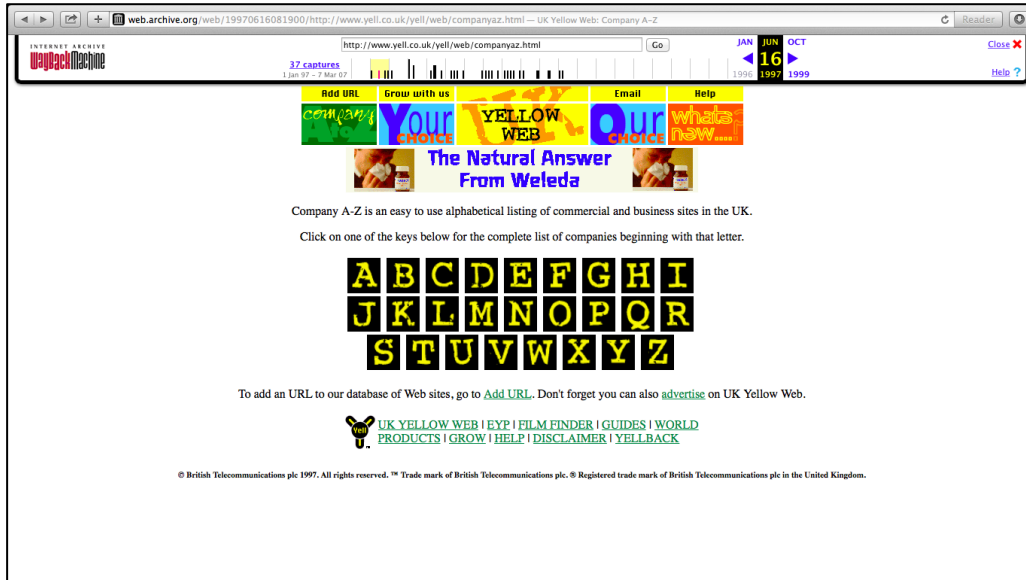 web.archive.org/web/19970616081900/http://www.yell.co.uk/yell/web/companyaz.html — UK Yellow Web: Company A–Z
Reader
INTERNET ARCHIVE
WayBackMachine
http://www.yell.co.uk/yell/web/companyaz.html Go
JAN JUN OCT
Close
37 captures
16
1 Jan 97 – 7 Mar 07
1996 1997 1999
Help ?
Add URL Grow with us UK Email Help
company A to Z Your CHOICE YELLOW WEB Our CHOICE whats new....!
The Natural Answer
From Weleda
Company A-Z is an easy to use alphabetical listing of commercial and business sites in the UK.
Click on one of the keys below for the complete list of companies beginning with that letter.
A B C D E F G H I
J K L M N O P Q R
S T U V W X Y Z
To add an URL to our database of Web sites, go to Add URL. Don't forget you can also advertise on UK Yellow Web.
Yell ™ UK YELLOW WEB | EYP | FILM FINDER | GUIDES | WORLD
PRODUCTS | GROW | HELP | DISCLAIMER | YELLBACK
© British Telecommunications plc 1997. All rights reserved. ™ Trade mark of British Telecommunications plc. ® Registered trade mark of British Telecommunications plc in the United Kingdom.